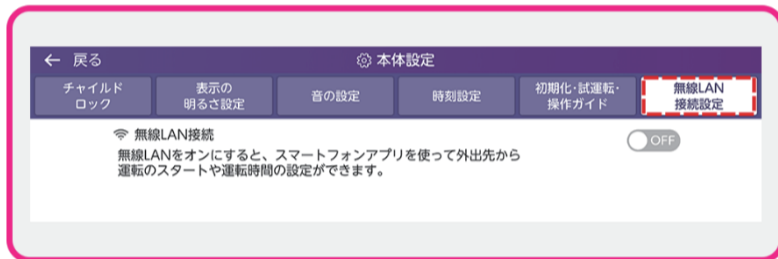 ← 戻る
本体設定
チャイルド
ロック
表示の
明るさ設定
音の設定
時刻設定
初期化･試運転･
操作ガイド
無線LAN
接続設定
無線LAN接続
OFF
無線LANをオンにすると、スマートフォンアプリを使って外出先から
運転のスタートや運転時間の設定ができます。